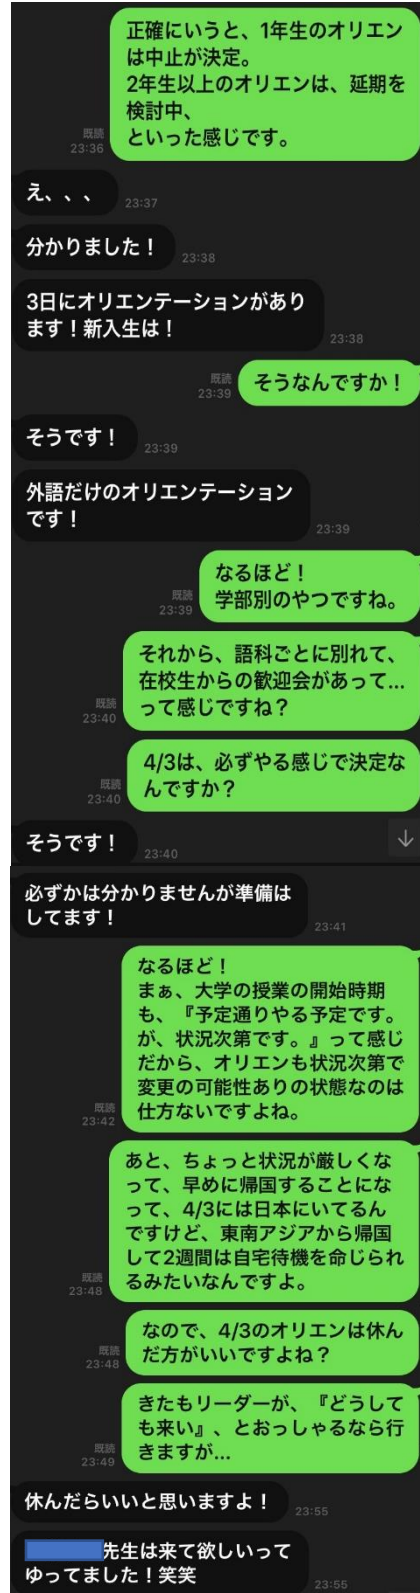 正確にいうと、1年生のオリエン
は中止が決定。
2年生以上のオリエンは、延期を
検討中、
といった感じです。
既読
23:36
え、、、
23:37
分かりました！
23:38
3日にオリエンテーションがあり
ます！新入生は！
23:38
既読
23:39
そうなんですか！
そうです！
23:39
外語だけのオリエンテーション
です！
23:39
なるほど！
学部別のやつですね。
既読
23:39
それから、語科ごとに別れて、
在校生からの歓迎会があって...
って感じですね？
既読
23:40
4/3は、必ずやる感じで決定な
んですか？
既読
23:40
そうです！
23:40
必ずかは分かりませんが準備は
してます！
23:41
なるほど！
まぁ、大学の授業の開始時期
も、『予定通りやる予定です。
が、状況次第です。』って感じ
だから、オリエンも状況次第で
変更の可能性ありの状態なのは
仕方ないですよね。
既読
23:42
あと、ちょっと状況が厳しくな
って、早めに帰国することにな
って、4/3には日本にいてるん
ですけど、東南アジアから帰国
して2週間は自宅待機を命じられ
るみたいなんですよ。
既読
23:48
なので、4/3のオリエンは休ん
だ方がいいですよね？
既読
23:48
きたもリーダーが、『どうして
も来い』、とおっしゃるなら行
きますが...
既読
23:49
休んだらいいと思いますよ！
23:55
先生は来て欲しいって
ゆってました！笑笑
23:55